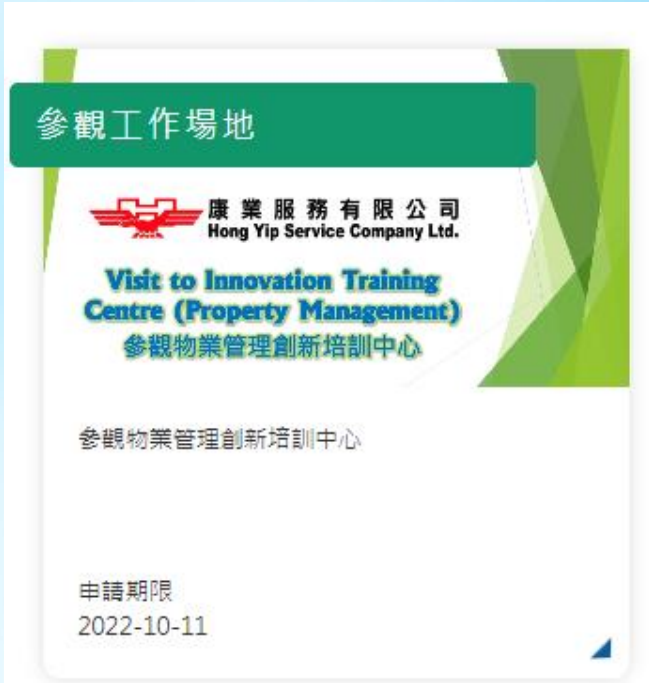 參觀工作場地
康業服務有限公司
Hong Yip Service Company Ltd.
Visit to Innovation Training
Centre (Property Management)
參觀物業管理創新培訓中心
參觀物業管理創新培訓中心
申請期限
2022-10-11